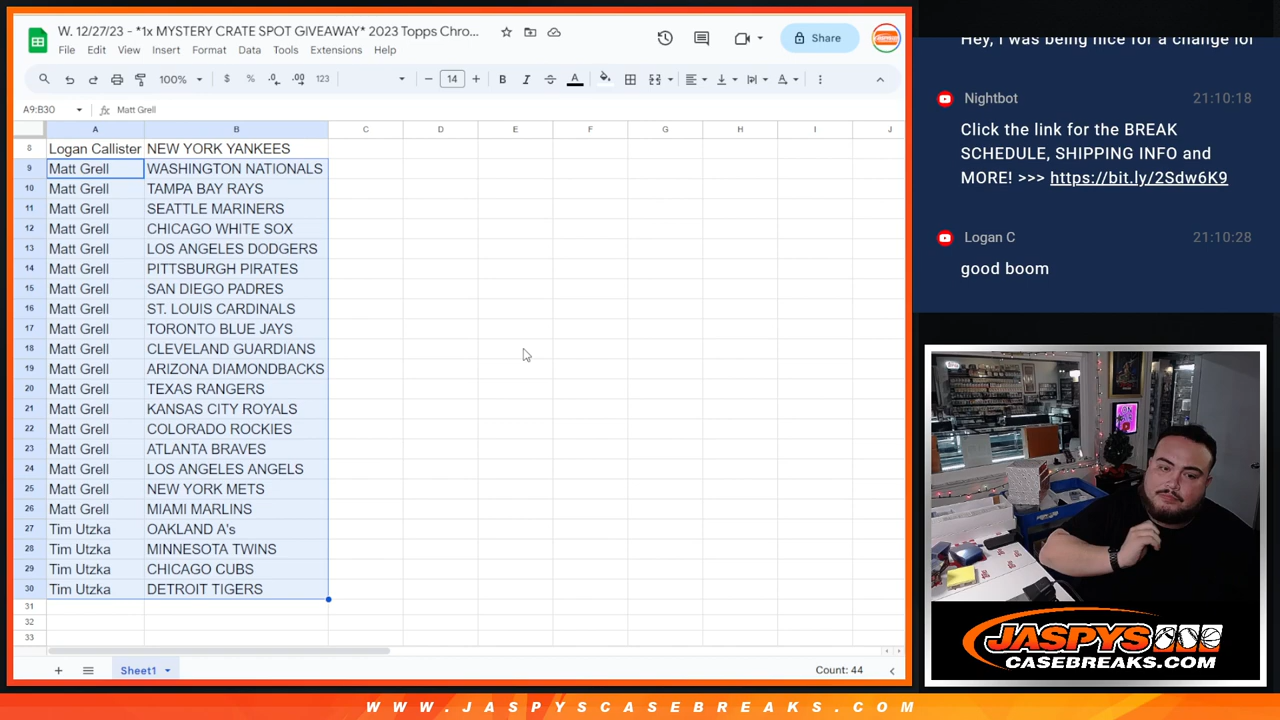 W. 12/27/23 - *1x MYSTERY CRATE SPOT GIVEAWAY* 2023 Topps Chro...
File Edit View Insert Format Data Tools Extensions Help
Share
100% $ % .0 .00 123 14 B I A
A9:B30 fx Matt Grell
A B C D E F G H I J
8 Logan Callister NEW YORK YANKEES
9 Matt Grell WASHINGTON NATIONALS
10 Matt Grell TAMPA BAY RAYS
11 Matt Grell SEATTLE MARINERS
12 Matt Grell CHICAGO WHITE SOX
13 Matt Grell LOS ANGELES DODGERS
14 Matt Grell PITTSBURGH PIRATES
15 Matt Grell SAN DIEGO PADRES
16 Matt Grell ST. LOUIS CARDINALS
17 Matt Grell TORONTO BLUE JAYS
18 Matt Grell CLEVELAND GUARDIANS
19 Matt Grell ARIZONA DIAMONDBACKS
20 Matt Grell TEXAS RANGERS
21 Matt Grell KANSAS CITY ROYALS
22 Matt Grell COLORADO ROCKIES
23 Matt Grell ATLANTA BRAVES
24 Matt Grell LOS ANGELES ANGELS
25 Matt Grell NEW YORK METS
26 Matt Grell MIAMI MARLINS
27 Tim Utzka OAKLAND A's
28 Tim Utzka MINNESOTA TWINS
29 Tim Utzka CHICAGO CUBS
30 Tim Utzka DETROIT TIGERS
31
32
33
Sheet1 Count: 44
Hey, I was being nice for a change lol
Nightbot 21:10:18
Click the link for the BREAK
SCHEDULE, SHIPPING INFO and
MORE! >>> https://bit.ly/2Sdw6K9
Logan C 21:10:28
good boom
JASPYS
CASEBREAKS.COM
WWW.JASPYSCASEBREAKS.COM